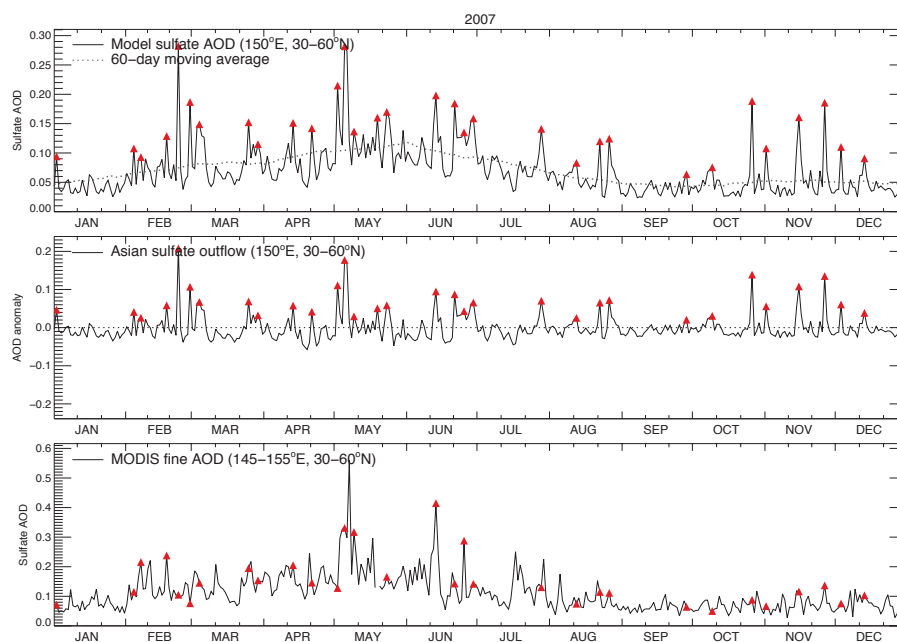 2007
Model sulfate AOD (150°E, 30−60°N)
60−day moving average
Sulfate AOD
0.30
0.25
0.20
0.15
0.10
0.05
0.00
JAN FEB MAR APR MAY JUN JUL AUG SEP OCT NOV DEC
Asian sulfate outflow (150°E, 30−60°N)
AOD anomaly
0.2
0.1
0.0
−0.1
−0.2
JAN FEB MAR APR MAY JUN JUL AUG SEP OCT NOV DEC
MODIS fine AOD (145−155°E, 30−60°N)
Sulfate AOD
0.6
0.5
0.4
0.3
0.2
0.1
0.0
JAN FEB MAR APR MAY JUN JUL AUG SEP OCT NOV DEC